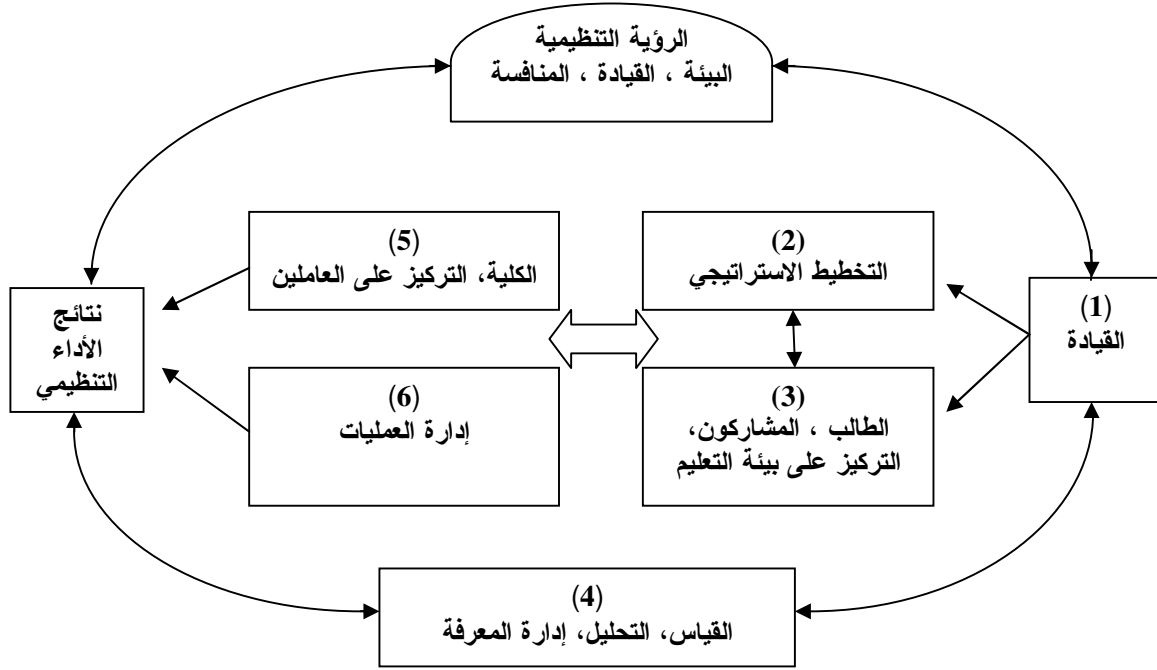 الرؤية التنظيمية
البيئة ، القيادة ، المنافسة
(1)
القيادة
(2)
التخطيط الاستراتيجي
(3)
الطالب ، المشاركون،
التركيز على بيئة التعليم
(5)
الكلية، التركيز على العاملين
(6)
إدارة العمليات
نتائج
الأداء
التنظيمي
(4)
القياس، التحليل، إدارة المعرفة